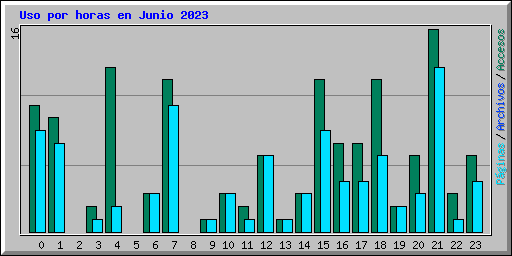 Uso por horas en Junio 2023
16
Páginas / Archivos / Accesos
0 1 2 3 4 5 6 7 8 9 10 11 12 13 14 15 16 17 18 19 20 21 22 23